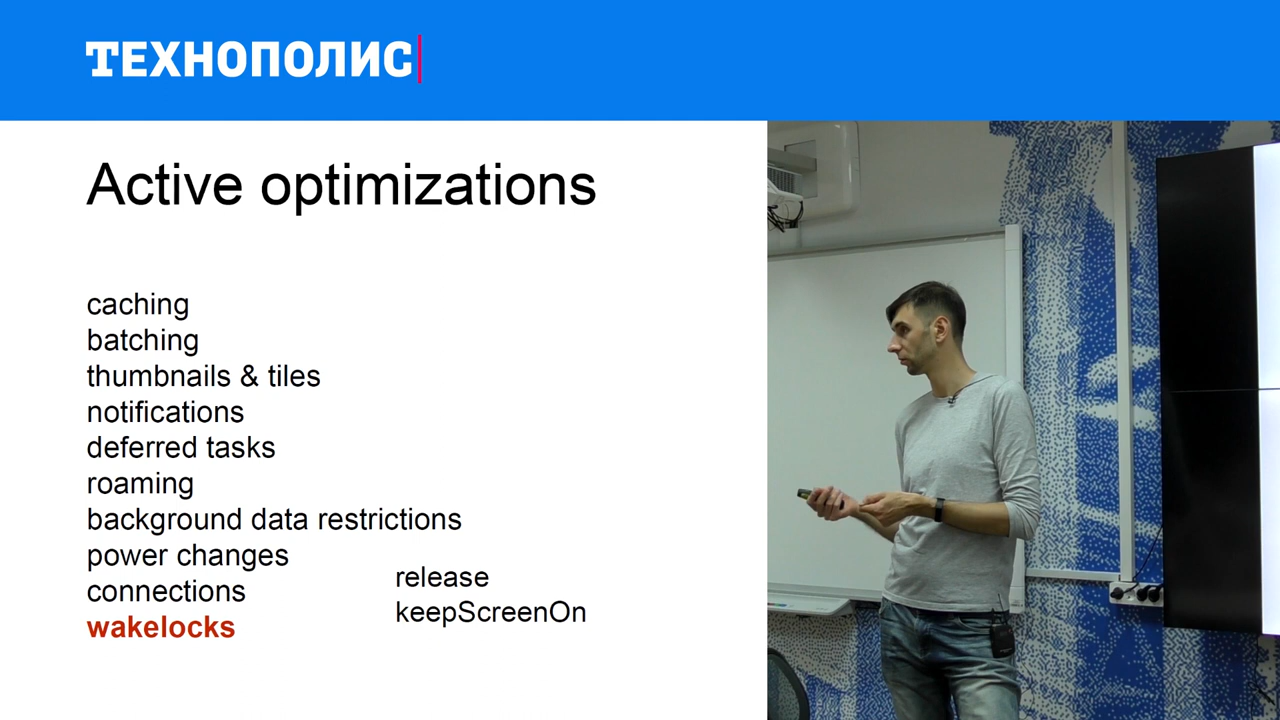 ТЕХНОПОЛИС
Active optimizations
caching
batching
thumbnails & tiles
notifications
deferred tasks
roaming
background data restrictions
power changes
connections
wakelocks
release
keepScreenOn